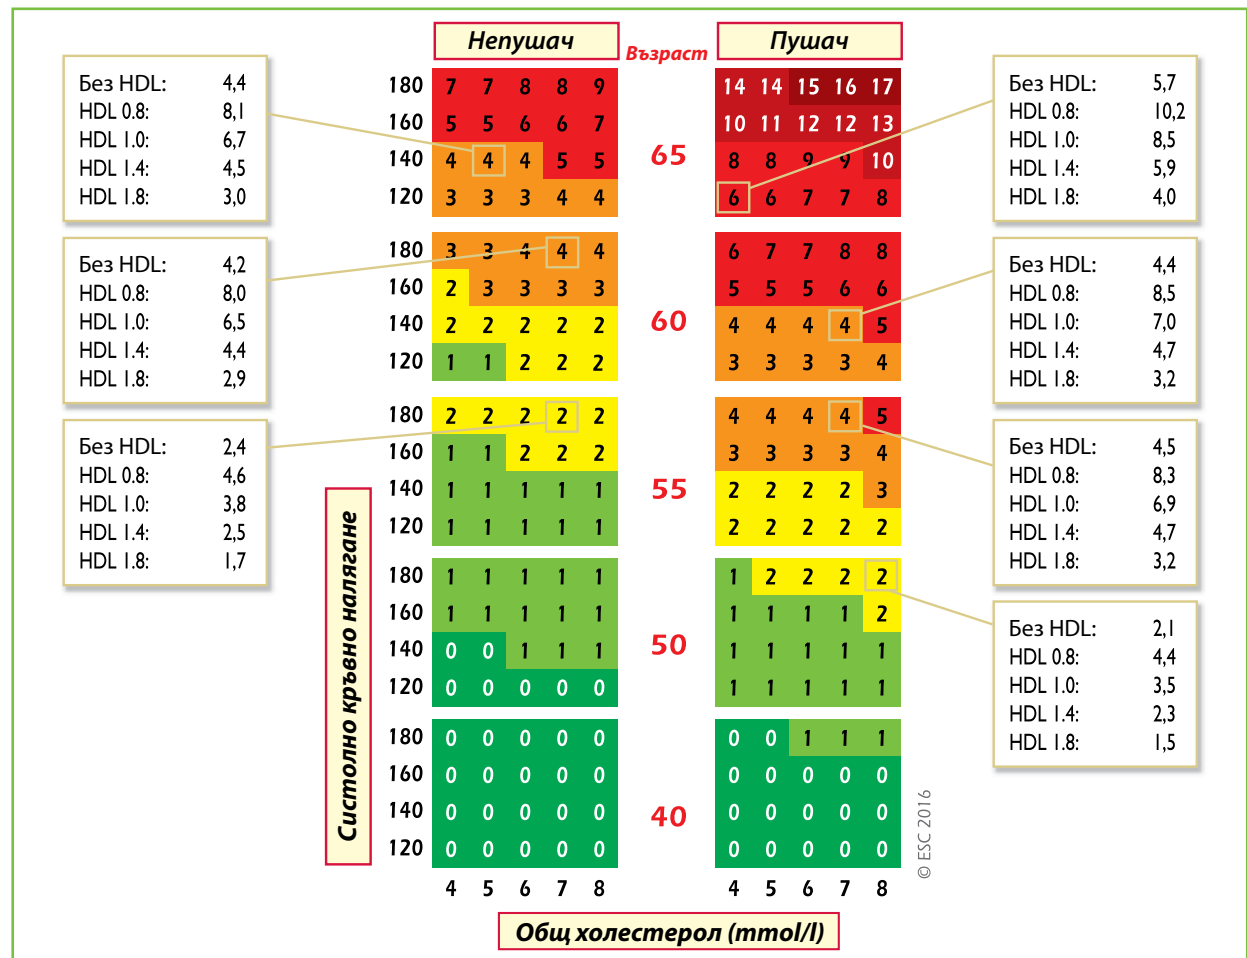 Непушач
Възраст
Пушач
Без HDL: 4,4
HDL 0.8: 8,1
HDL 1.0: 6,7
HDL 1.4: 4,5
HDL 1.8: 3,0
Без HDL: 4,2
HDL 0.8: 8,0
HDL 1.0: 6,5
HDL 1.4: 4,4
HDL 1.8: 2,9
Без HDL: 2,4
HDL 0.8: 4,6
HDL 1.0: 3,8
HDL 1.4: 2,5
HDL 1.8: 1,7
Систолно кръвно налягане
180 7 7 8 8 9 14 14 15 16 17
160 5 5 6 6 7 10 11 12 12 13
65
140 4 4 4 5 5 8 8 9 9 10
120 3 3 3 4 4 6 6 7 7 8
180 3 3 4 4 4 6 7 7 8 8
160 2 3 3 3 3 5 5 5 6 6
60
140 2 2 2 2 2 4 4 4 4 5
120 1 1 2 2 2 3 3 3 3 4
180 2 2 2 2 2 4 4 4 4 5
160 1 1 2 2 2 3 3 3 3 4
55
140 1 1 1 1 1 2 2 2 2 3
120 1 1 1 1 1 2 2 2 2 2
180 1 1 1 1 1 1 2 2 2 2
160 1 1 1 1 1 1 1 1 1 2
50
140 0 0 1 1 1 1 1 1 1 1
120 0 0 0 0 0 1 1 1 1 1
180 0 0 0 0 0 0 0 1 1 1
160 0 0 0 0 0 0 0 0 0 0
40
140 0 0 0 0 0 0 0 0 0 0
120 0 0 0 0 0 0 0 0 0 0
4 5 6 7 8 4 5 6 7 8
Общ холестерол (mmol/l)
Без HDL: 5,7
HDL 0.8: 10,2
HDL 1.0: 8,5
HDL 1.4: 5,9
HDL 1.8: 4,0
Без HDL: 4,4
HDL 0.8: 8,5
HDL 1.0: 7,0
HDL 1.4: 4,7
HDL 1.8: 3,2
Без HDL: 4,5
HDL 0.8: 8,3
HDL 1.0: 6,9
HDL 1.4: 4,7
HDL 1.8: 3,2
Без HDL: 2,1
HDL 0.8: 4,4
HDL 1.0: 3,5
HDL 1.4: 2,3
HDL 1.8: 1,5
© ESC 2016